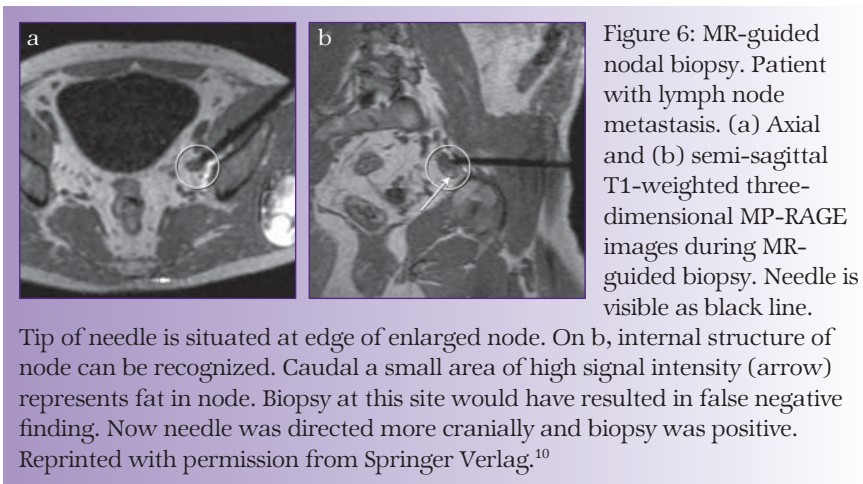 a
b
Figure 6: MR-guided
nodal biopsy. Patient
with lymph node
metastasis. (a) Axial
and (b) semi-sagittal
T1-weighted three-
dimensional MP-RAGE
images during MR-
guided biopsy. Needle is
visible as black line.
Tip of needle is situated at edge of enlarged node. On b, internal structure of
node can be recognized. Caudal a small area of high signal intensity (arrow)
represents fat in node. Biopsy at this site would have resulted in false negative
finding. Now needle was directed more cranially and biopsy was positive.
Reprinted with permission from Springer Verlag.¹⁰